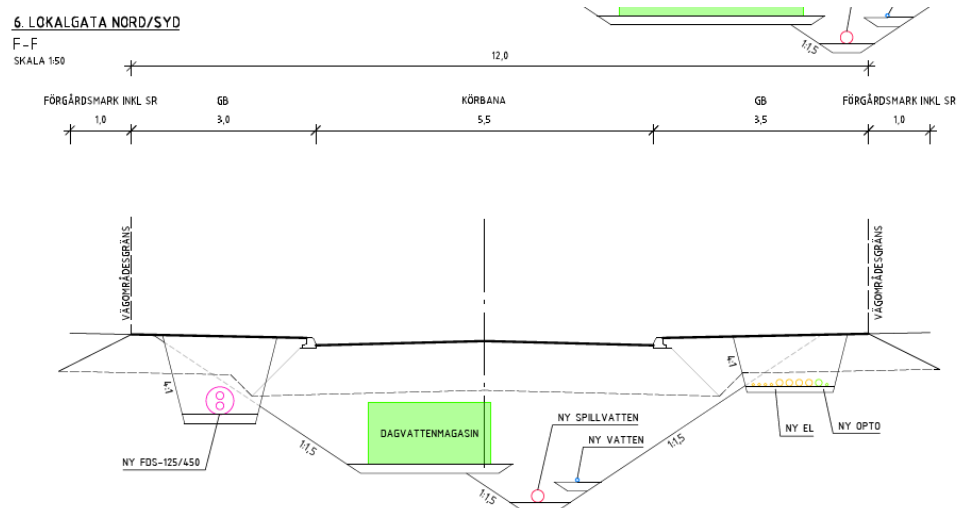 6. LOKALGATA NORD/SYD
F-F
SKALA 1:50
1:1,5
12,0
FÖRGÅRDSMARK INKL SR
GB
KÖRBANA
GB
FÖRGÅRDSMARK INKL SR
1,0
3,0
5,5
3,5
1,0
VÄGOMRÅDESGRÄNS
VÄGOMRÅDESGRÄNS
4:1
4:1
NY SPILLVATTEN
NY EL
NY OPTO
DAGVATTENMAGASIN
NY VATTEN
1:1,5
1:1,5
NY FDS-125/450
1:1,5